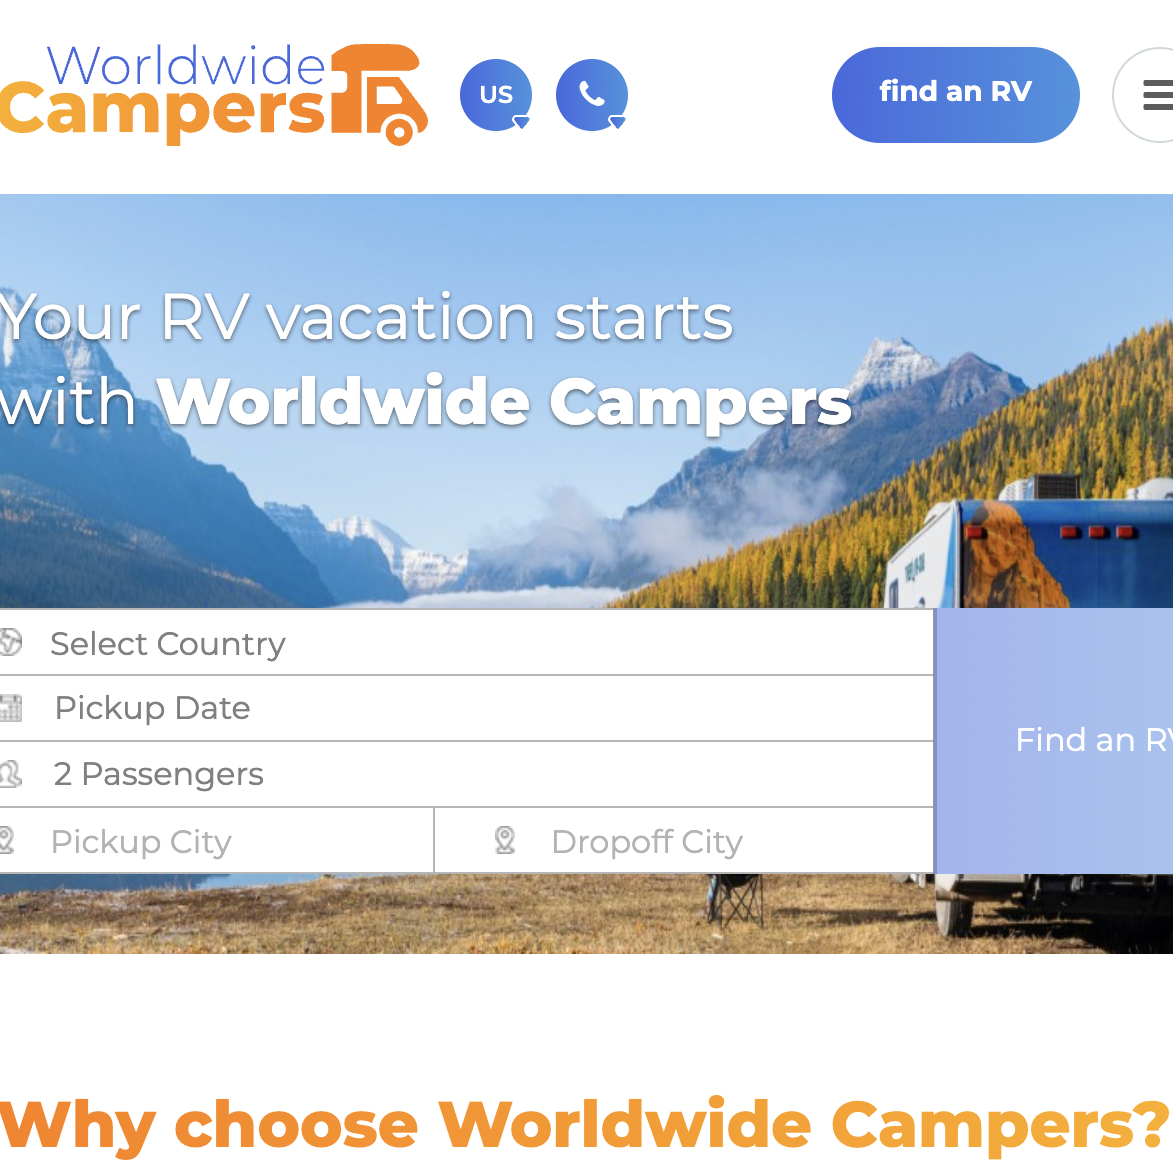 Worldwide
Campers
US
find an RV
Your RV vacation starts
with Worldwide Campers
Select Country
Pickup Date
Find an RV
2 Passengers
Pickup City
Dropoff City
Why choose Worldwide Campers?